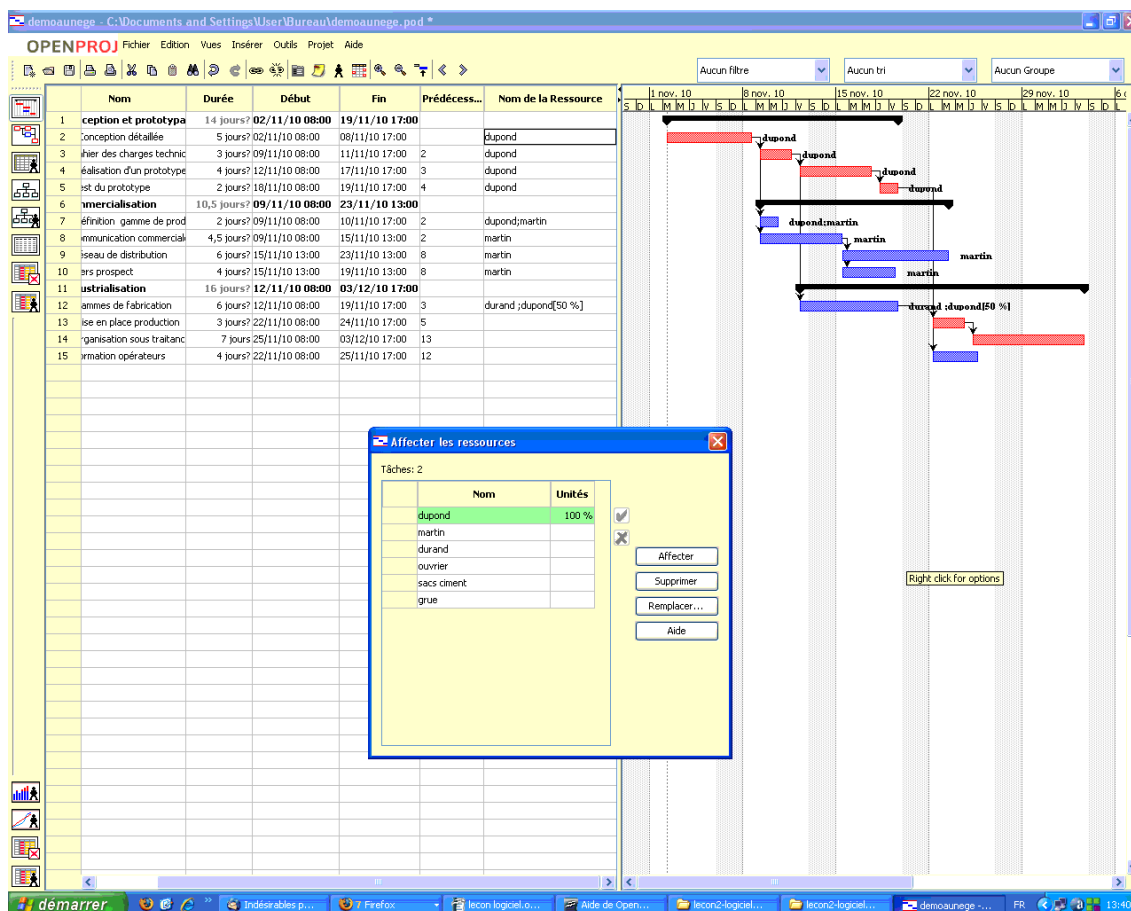 demoaunege - C:\Documents and Settings\User\Bureau\demoaunege.pod *
OPENPROJ Fichier Edition Vues Insérer Outils Projet Aide
Aucun filtre Aucun tri Aucun Groupe
Nom Durée Début Fin Prédécess... Nom de la Ressource
1 nov. 10 8 nov. 10 15 nov. 10 22 nov. 10 29 nov. 10
S D L M M J V S D L M M J V S D L M M J V S D L M M J V S D L M M J V S D L
1 ception et prototypa 14 jours? 02/11/10 08:00 19/11/10 17:00
2 Conception détaillée 5 jours? 02/11/10 08:00 08/11/10 17:00 dupond dupond
3 hier des charges technic 3 jours? 09/11/10 08:00 11/11/10 17:00 2 dupond dupond
4 éalisation d'un prototype 4 jours? 12/11/10 08:00 17/11/10 17:00 3 dupond dupond
5 est du prototype 2 jours? 18/11/10 08:00 19/11/10 17:00 4 dupond dupond
6 mmercialisation 10,5 jours? 09/11/10 08:00 23/11/10 13:00
7 éfinition gamme de prod 2 jours? 09/11/10 08:00 10/11/10 17:00 2 dupond;martin dupond;martin
8 mmunication commercial 4,5 jours? 09/11/10 08:00 15/11/10 13:00 2 martin martin
9 éseau de distribution 6 jours? 15/11/10 13:00 23/11/10 13:00 8 martin martin
10 ers prospect 4 jours? 15/11/10 13:00 19/11/10 13:00 8 martin martin
11 ustrialisation 16 jours? 12/11/10 08:00 03/12/10 17:00
12 ammes de fabrication 6 jours? 12/11/10 08:00 19/11/10 17:00 3 durand ;dupond[50 %] durand ;dupond[50 %]
13 ise en place production 3 jours? 22/11/10 08:00 24/11/10 17:00 5
14 rganisation sous traitanc 7 jours 25/11/10 08:00 03/12/10 17:00 13
15 ormation opérateurs 4 jours? 22/11/10 08:00 25/11/10 17:00 12
Affecter les ressources
Tâches: 2
Nom Unités
dupond 100 %
martin
durand
ouvrier
sacs ciment
grue
Affecter
Supprimer
Remplacer...
Aide
Right click for options
démarrer Indésirables p... 7 Firefox lecon logiciel.o... Aide de Open... lecon2-logiciel... lecon2-logiciel... demoaunege -... FR 13:40